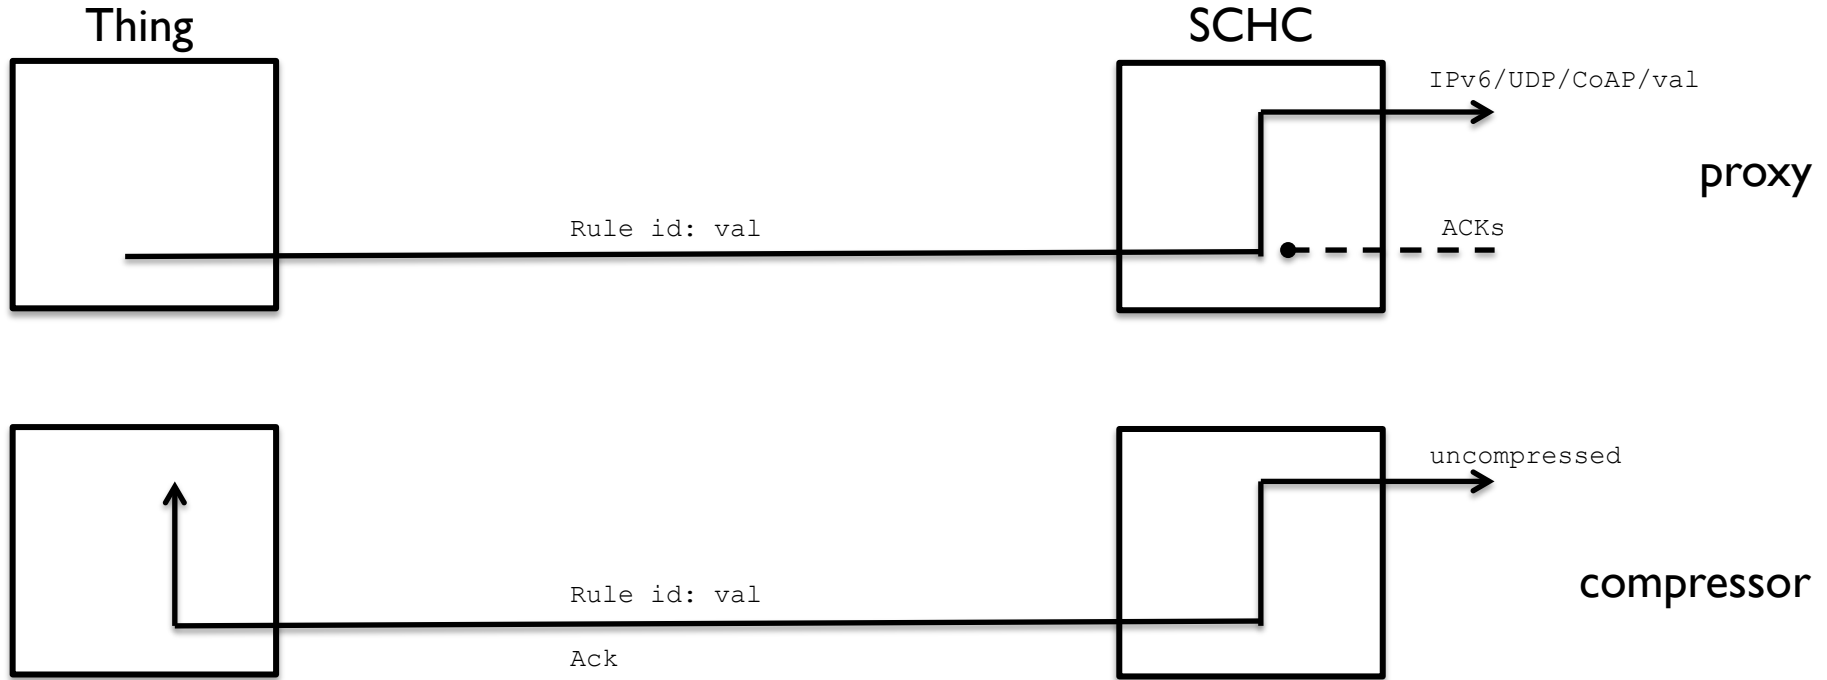 Thing
SCHC
IPv6/UDP/CoAP/val
proxy
Rule id: val
ACKs
uncompressed
compressor
Rule id: val
Ack